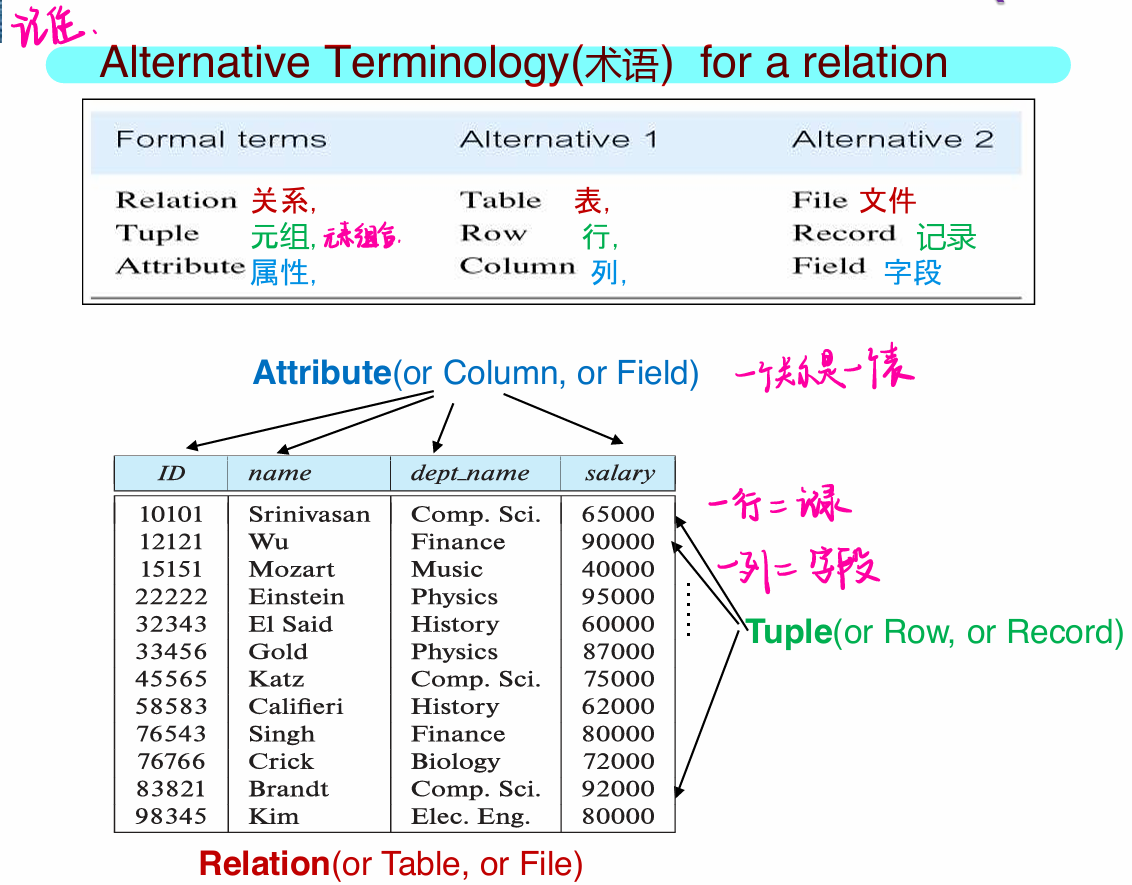 记住.
Alternative Terminology(术语) for a relation
Formal terms Alternative 1 Alternative 2
Relation 关系, Table 表, File 文件
Tuple 元组, 元素组合. Row 行, Record 记录
Attribute 属性, Column 列, Field 字段
Attribute(or Column, or Field) 一个关系是一个表
ID name dept_name salary
10101 Srinivasan Comp. Sci. 65000
12121 Wu Finance 90000
15151 Mozart Music 40000
22222 Einstein Physics 95000
32343 El Said History 60000
33456 Gold Physics 87000
45565 Katz Comp. Sci. 75000
58583 Califieri History 62000
76543 Singh Finance 80000
76766 Crick Biology 72000
83821 Brandt Comp. Sci. 92000
98345 Kim Elec. Eng. 80000
一行=记录
一列=字段
Tuple(or Row, or Record)
Relation(or Table, or File)